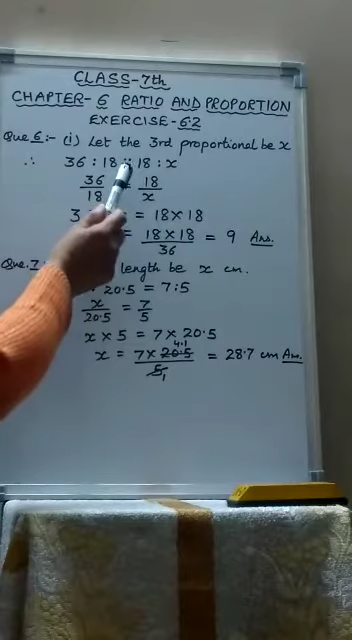 CLASS-7th
CHAPTER-6 RATIO AND PROPORTION
EXERCISE-6.2
Que 6:- (i) Let the 3rd proportional be x
∴ 36 : 18 :: 18 : x
36/18 = 18/x
3 = 18×18
= 18×18/36 = 9 Ans.
Que.7:- length be x cm.
: 20.5 = 7:5
x/20.5 = 7/5
x × 5 = 7 × 20.5
x = 7×20.5 4.1/5 1 = 28.7 cm Ans.